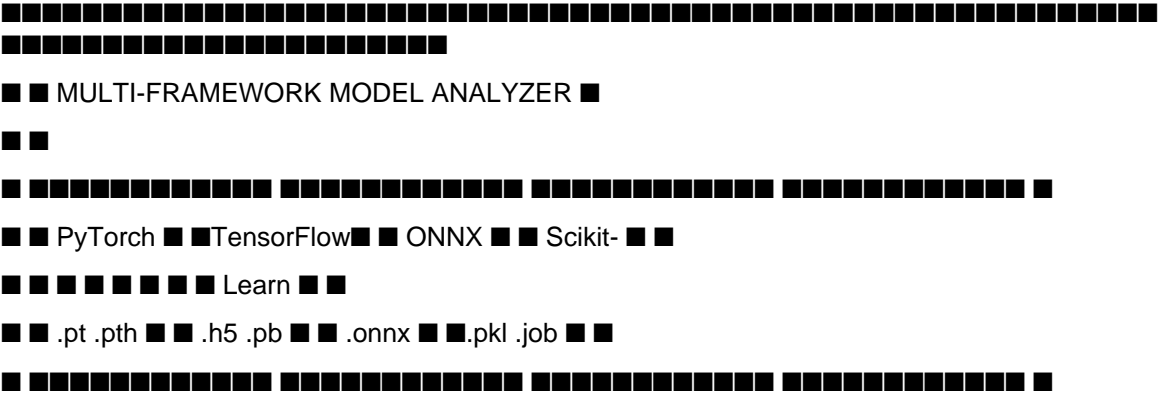 ■■■■■■■■■■■■■■■■■■■■■■■■■■■■■■■■■■■■■■■■■■■■■■■■■■■■■■■■■
■■■■■■■■■■■■■■■■■■■■■■
■ ■ MULTI-FRAMEWORK MODEL ANALYZER ■
■ ■
■ ■■■■■■■■■■■■ ■■■■■■■■■■■■ ■■■■■■■■■■■■ ■■■■■■■■■■■■ ■
■ ■ PyTorch ■ ■TensorFlow■ ■ ONNX ■ ■ Scikit- ■ ■
■ ■ ■ ■ ■ ■ ■ ■ Learn ■ ■
■ ■ .pt .pth ■ ■ .h5 .pb ■ ■ .onnx ■ ■.pkl .job ■ ■
■ ■■■■■■■■■■■■ ■■■■■■■■■■■■ ■■■■■■■■■■■■ ■■■■■■■■■■■■ ■